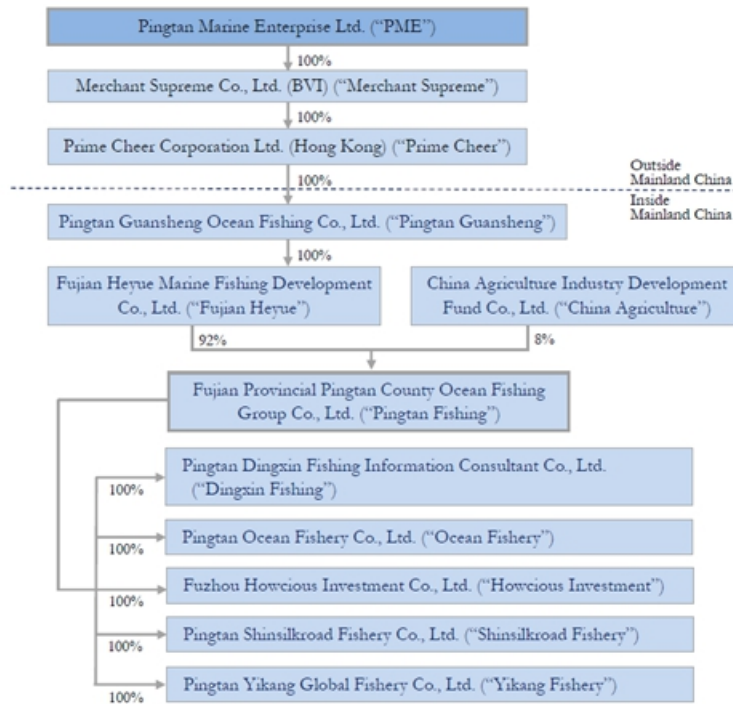 Pingtan Marine Enterprise Ltd. (“PME”)
100%
Merchant Supreme Co., Ltd. (BVI) (“Merchant Supreme”)
100%
Prime Cheer Corporation Ltd. (Hong Kong) (“Prime Cheer”)
Outside
Mainland China
100%
Inside
Mainland China
Pingtan Guansheng Ocean Fishing Co., Ltd. (“Pingtan Guansheng”)
100%
Fujian Heyue Marine Fishing Development
Co., Ltd. (“Fujian Heyue”)
China Agriculture Industry Development
Fund Co., Ltd. (“China Agriculture”)
92%
8%
Fujian Provincial Pingtan County Ocean Fishing
Group Co., Ltd. (“Pingtan Fishing”)
Pingtan Dingxin Fishing Information Consultant Co., Ltd.
(“Dingxin Fishing”)
100%
Pingtan Ocean Fishery Co., Ltd. (“Ocean Fishery”)
100%
Fuzhou Howcious Investment Co., Ltd. (“Howcious Investment”)
100%
Pingtan Shinsilkroad Fishery Co., Ltd. (“Shinsilkroad Fishery”)
100%
Pingtan Yikang Global Fishery Co., Ltd. (“Yikang Fishery”)
100%